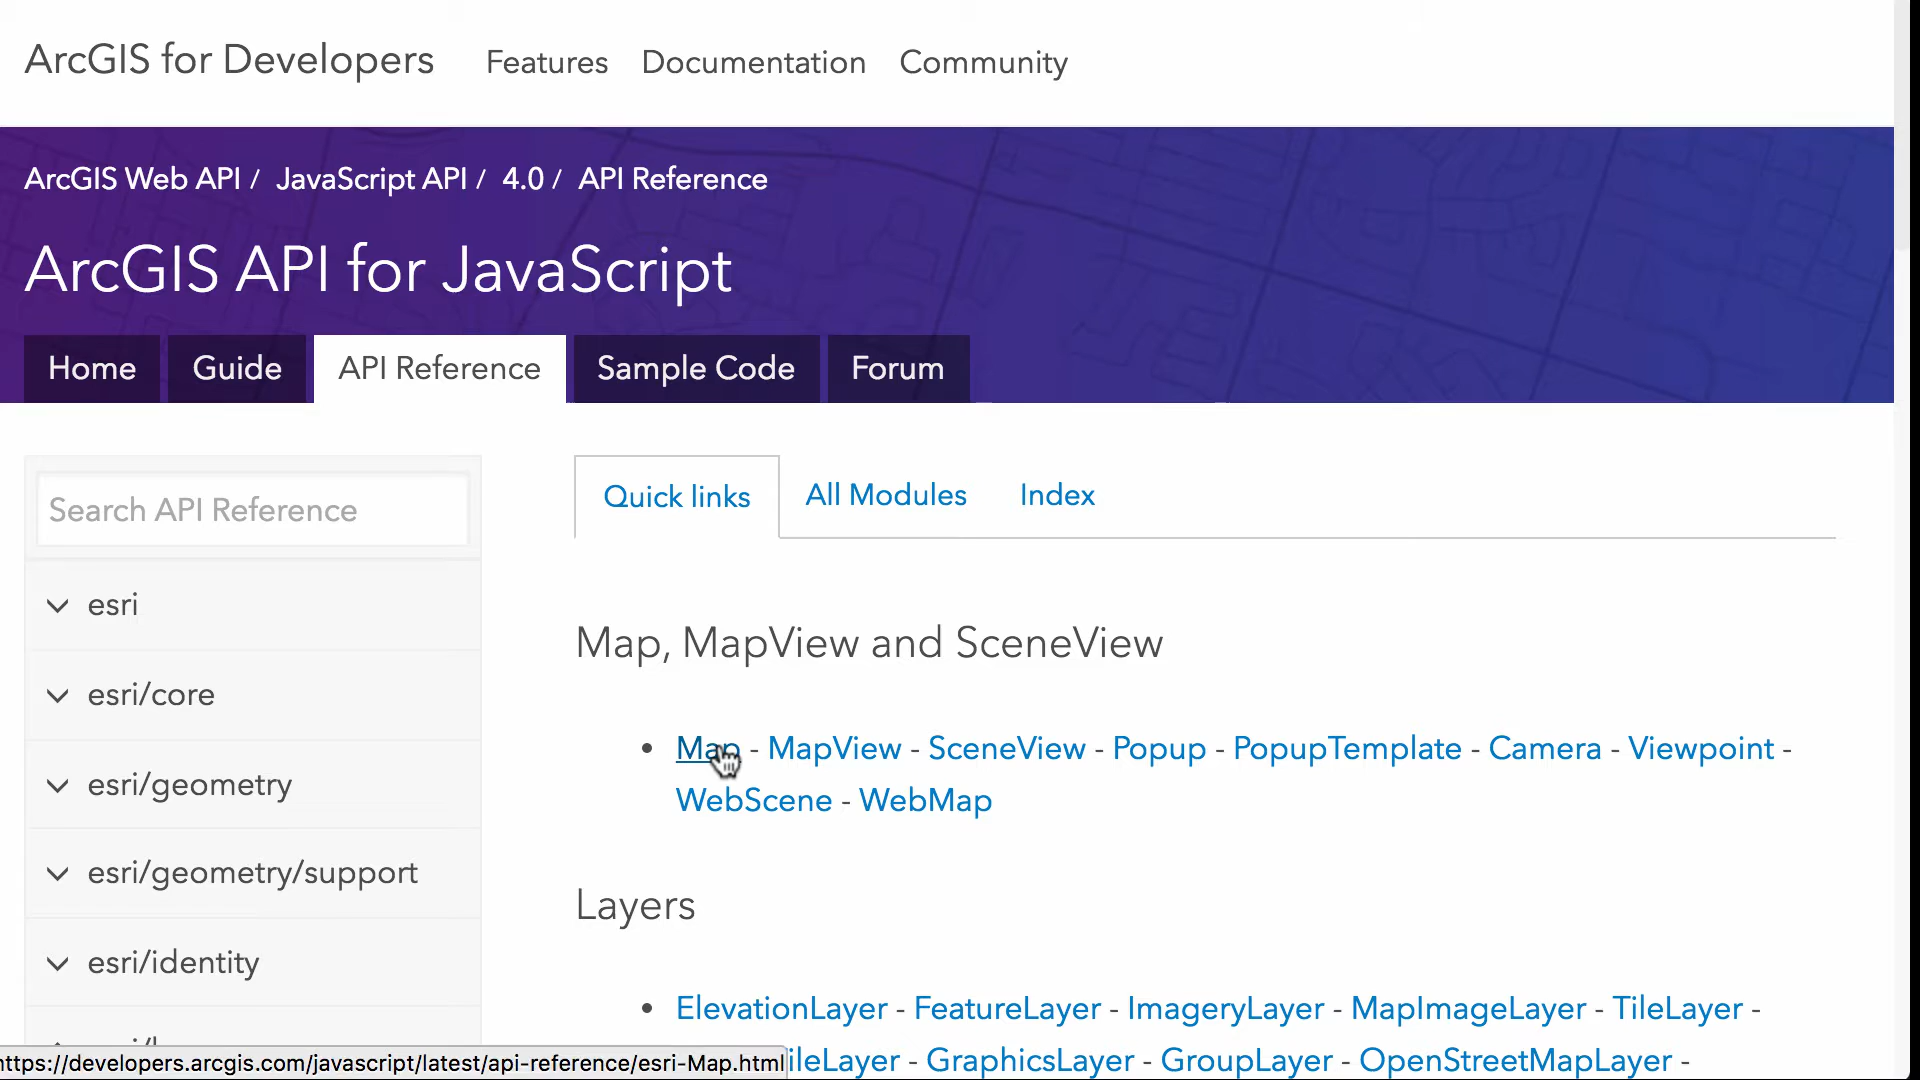 ArcGIS for Developers Features Documentation Community
ArcGIS Web API / JavaScript API / 4.0 / API Reference
ArcGIS API for JavaScript
Home Guide API Reference Sample Code Forum
Search API Reference
esri
esri/core
esri/geometry
esri/geometry/support
esri/identity
Quick links All Modules Index
Map, MapView and SceneView
• Map - MapView - SceneView - Popup - PopupTemplate - Camera - Viewpoint -
WebScene - WebMap
Layers
• ElevationLayer - FeatureLayer - ImageryLayer - MapImageLayer - TileLayer -
ileLayer - GraphicsLayer - GroupLayer - OpenStreetMapLayer -
ttps://developers.arcgis.com/javascript/latest/api-reference/esri-Map.html